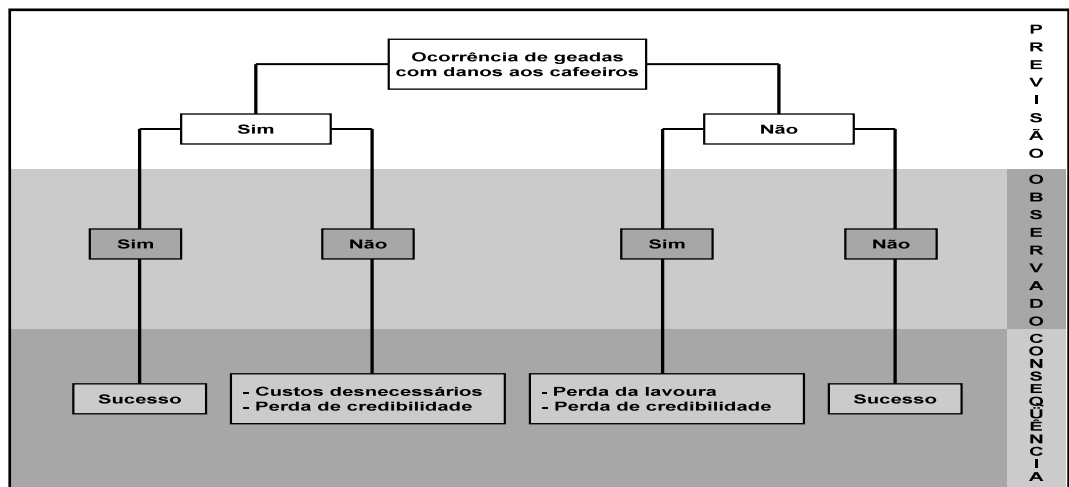 Ocorrência de geadas
com danos aos cafeeiros
Sim
Não
Sim
Não
Sim
Não
Sucesso
- Custos desnecessários
- Perda de credibilidade
- Perda da lavoura
- Perda de credibilidade
Sucesso
PREVISÃO
OBSERVADO
CONSEQÜÊNCIA